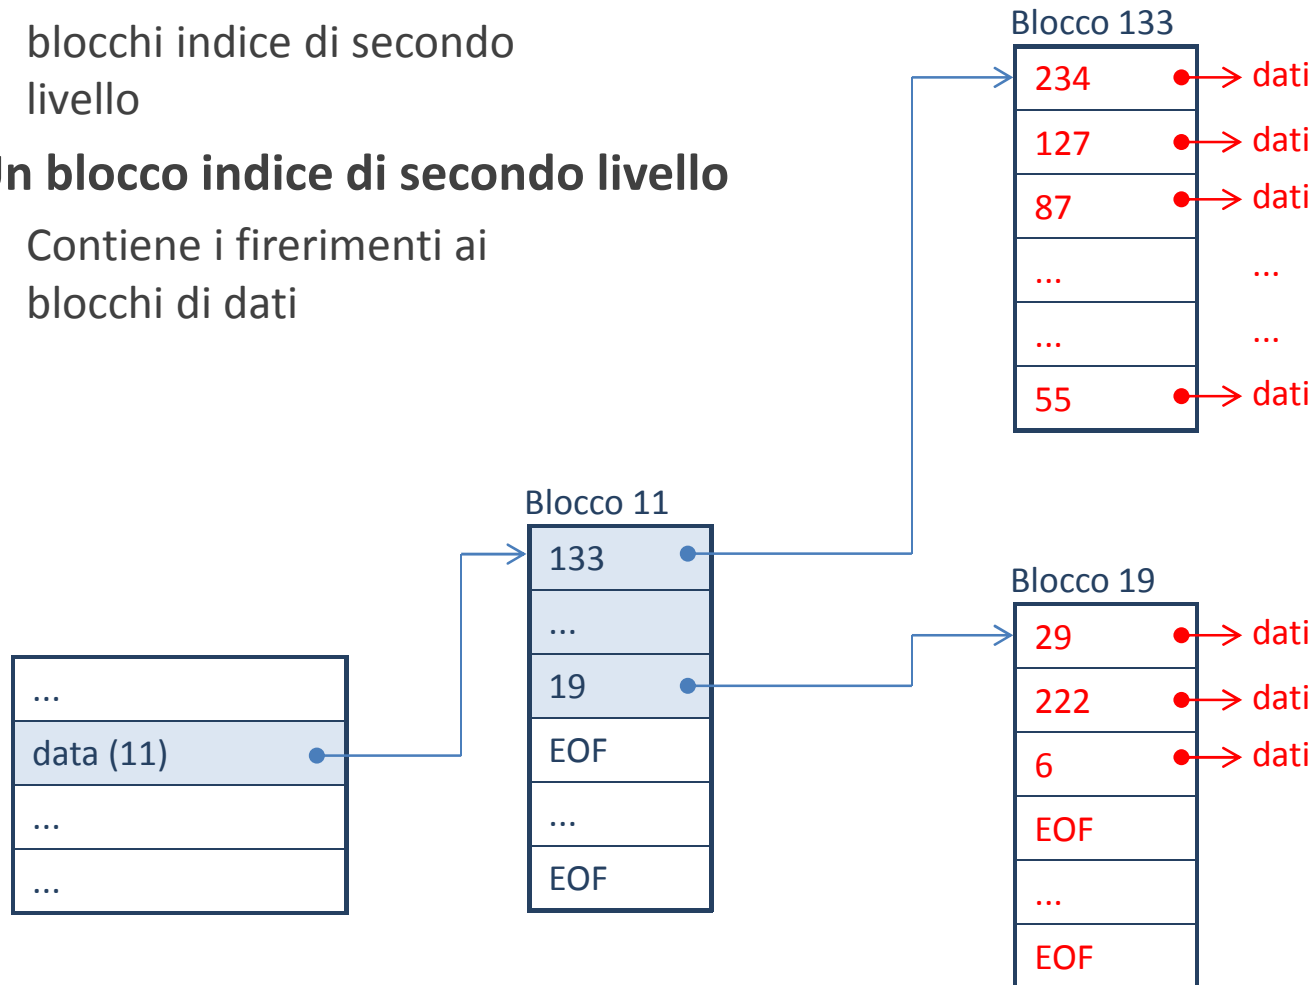 blocchi indice di secondo
livello
Un blocco indice di secondo livello
Contiene i firerimenti ai
blocchi di dati
Blocco 133
234 dati
127 dati
87 dati
... ...
... ...
55 dati
Blocco 11
133
...
19
EOF
...
EOF
...
data (11)
...
...
Blocco 19
29 dati
222 dati
6 dati
EOF
...
EOF